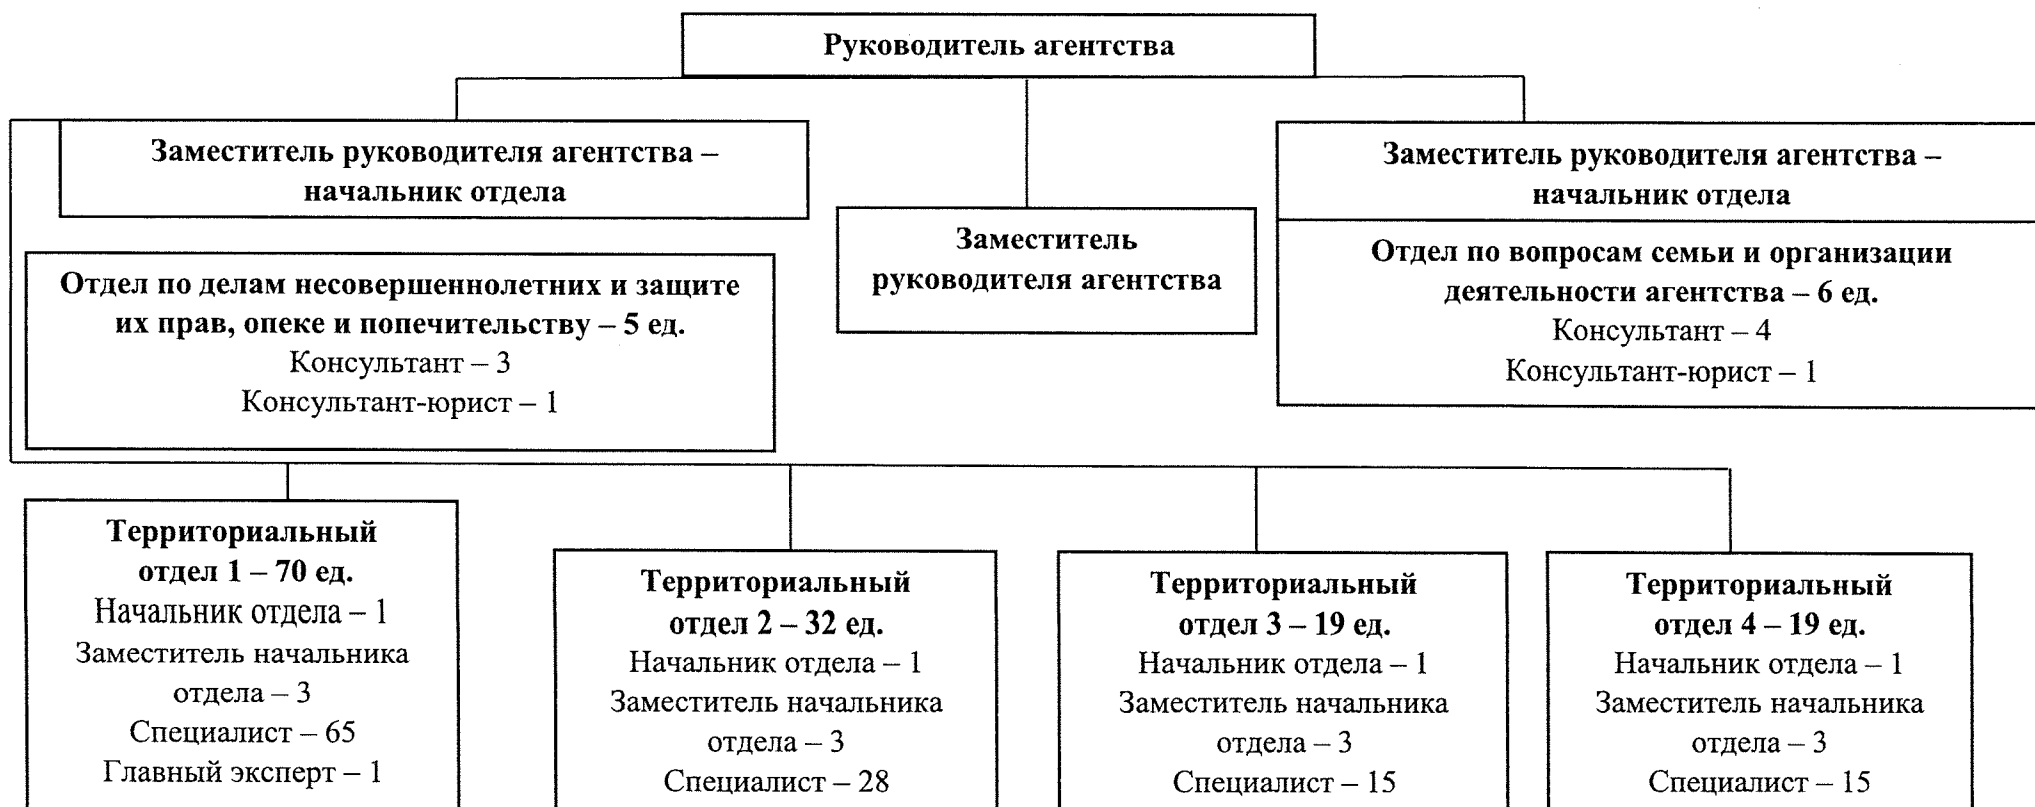 Руководитель агентства
Заместитель руководителя агентства –
начальник отдела
Заместитель
руководителя агентства
Заместитель руководителя агентства –
начальник отдела
Отдел по делам несовершеннолетних и защите
их прав, опеке и попечительству – 5 ед.
Консультант – 3
Консультант-юрист – 1
Отдел по вопросам семьи и организации
деятельности агентства – 6 ед.
Консультант – 4
Консультант-юрист – 1
Территориальный
отдел 1 – 70 ед.
Начальник отдела – 1
Заместитель начальника
отдела – 3
Специалист – 65
Главный эксперт – 1
Территориальный
отдел 2 – 32 ед.
Начальник отдела – 1
Заместитель начальника
отдела – 3
Специалист – 28
Территориальный
отдел 3 – 19 ед.
Начальник отдела – 1
Заместитель начальника
отдела – 3
Специалист – 15
Территориальный
отдел 4 – 19 ед.
Начальник отдела – 1
Заместитель начальника
отдела – 3
Специалист – 15